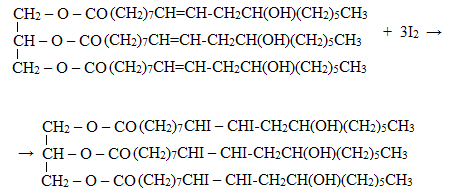 CH2 – O – CO(CH2)7CH=CH-CH2CH(OH)(CH2)5CH3
CH – O – CO(CH2)7CH=CH-CH2CH(OH)(CH2)5CH3 + 3I2 →
CH2 – O – CO(CH2)7CH=CH-CH2CH(OH)(CH2)5CH3
CH2 – O – CO(CH2)7CHI – CHI-CH2CH(OH)(CH2)5CH3
→ CH – O – CO(CH2)7CHI – CHI-CH2CH(OH)(CH2)5CH3
CH2 – O – CO(CH2)7CHI – CHI-CH2CH(OH)(CH2)5CH3